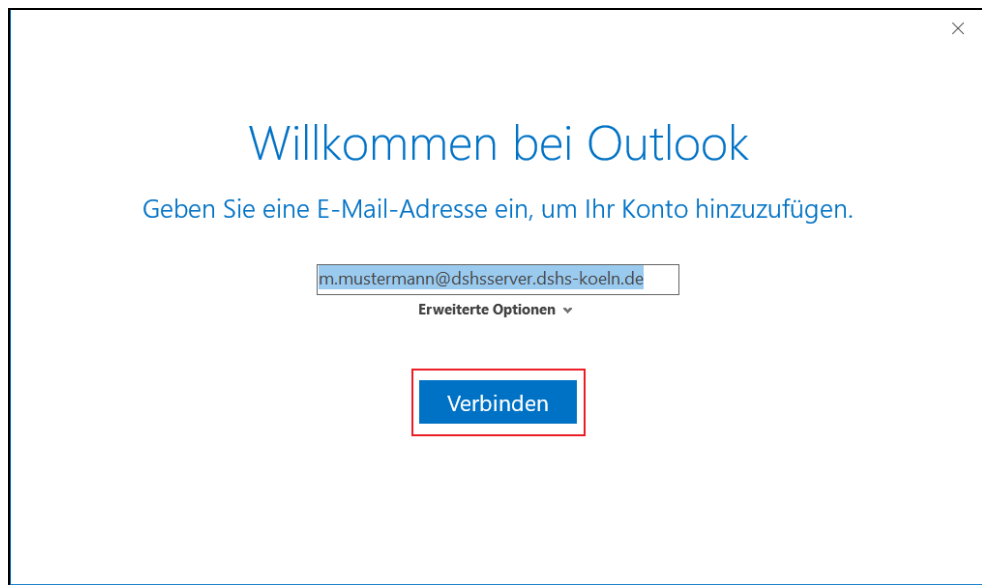 Willkommen bei Outlook
Geben Sie eine E-Mail-Adresse ein, um Ihr Konto hinzuzufügen.
m.mustermann@dshsserver.dshs-koeln.de
Erweiterte Optionen
Verbinden